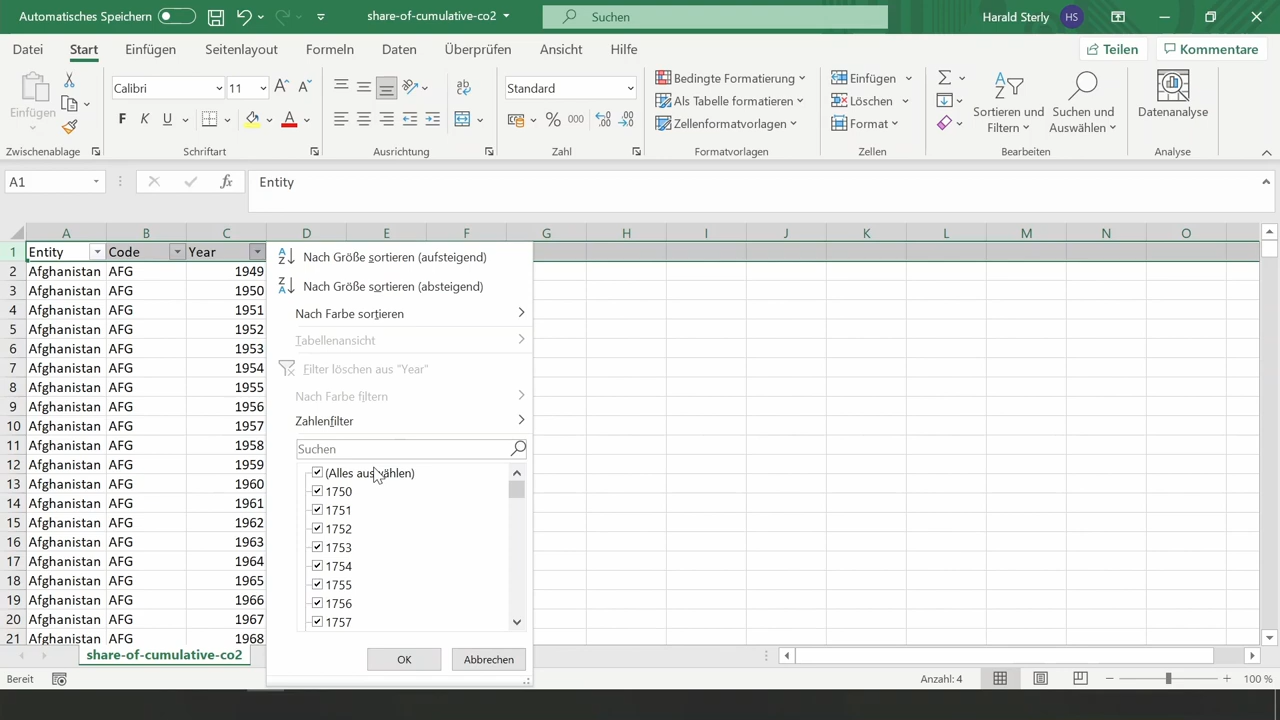 Automatisches Speichern
share-of-cumulative-co2
Suchen
Harald Sterly
HS
Datei
Start
Einfügen
Seitenlayout
Formeln
Daten
Überprüfen
Ansicht
Hilfe
Teilen
Kommentare
Einfügen
Zwischenablage
Calibri
11
F K U
Schriftart
Ausrichtung
Standard
% 000
Zahl
Bedingte Formatierung
Als Tabelle Formatieren
Zellenformatvorlagen
Formatvorlagen
Einfügen
Löschen
Format
Zellen
Sortieren und
Filtern
Suchen und
Auswählen
Bearbeiten
Datenanalyse
Analyse
A1
fx
Entity
A B C D E F G H I J K L M N O
1 Entity Code Year
2 Afghanistan AFG 1949
3 Afghanistan AFG 1950
4 Afghanistan AFG 1951
5 Afghanistan AFG 1952
6 Afghanistan AFG 1953
7 Afghanistan AFG 1954
8 Afghanistan AFG 1955
9 Afghanistan AFG 1956
10 Afghanistan AFG 1957
11 Afghanistan AFG 1958
12 Afghanistan AFG 1959
13 Afghanistan AFG 1960
14 Afghanistan AFG 1961
15 Afghanistan AFG 1962
16 Afghanistan AFG 1963
17 Afghanistan AFG 1964
18 Afghanistan AFG 1965
19 Afghanistan AFG 1966
20 Afghanistan AFG 1967
21 Afghanistan AFG 1968
Nach Größe sortieren (aufsteigend)
Nach Größe sortieren (absteigend)
Nach Farbe sortieren
Tabellenansicht
Filter löschen aus "Year"
Nach Farbe filtern
Zahlenfilter
Suchen
(Alles auswählen)
1750
1751
1752
1753
1754
1755
1756
1757
OK
Abbrechen
share-of-cumulative-co2
Bereit
Anzahl: 4
100 %